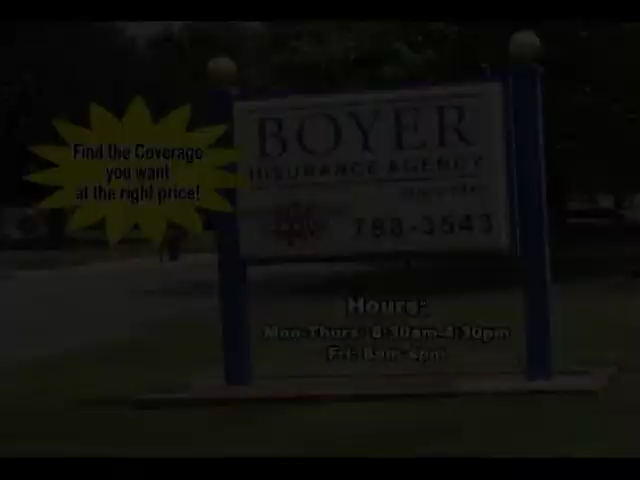 Find the Coverage
you want
at the right price!
BOYER
INSURANCE AGENCY
788-3543
Hours:
Mon-Thurs: 8:30am-4:30pm
Fri: 8am-4pm